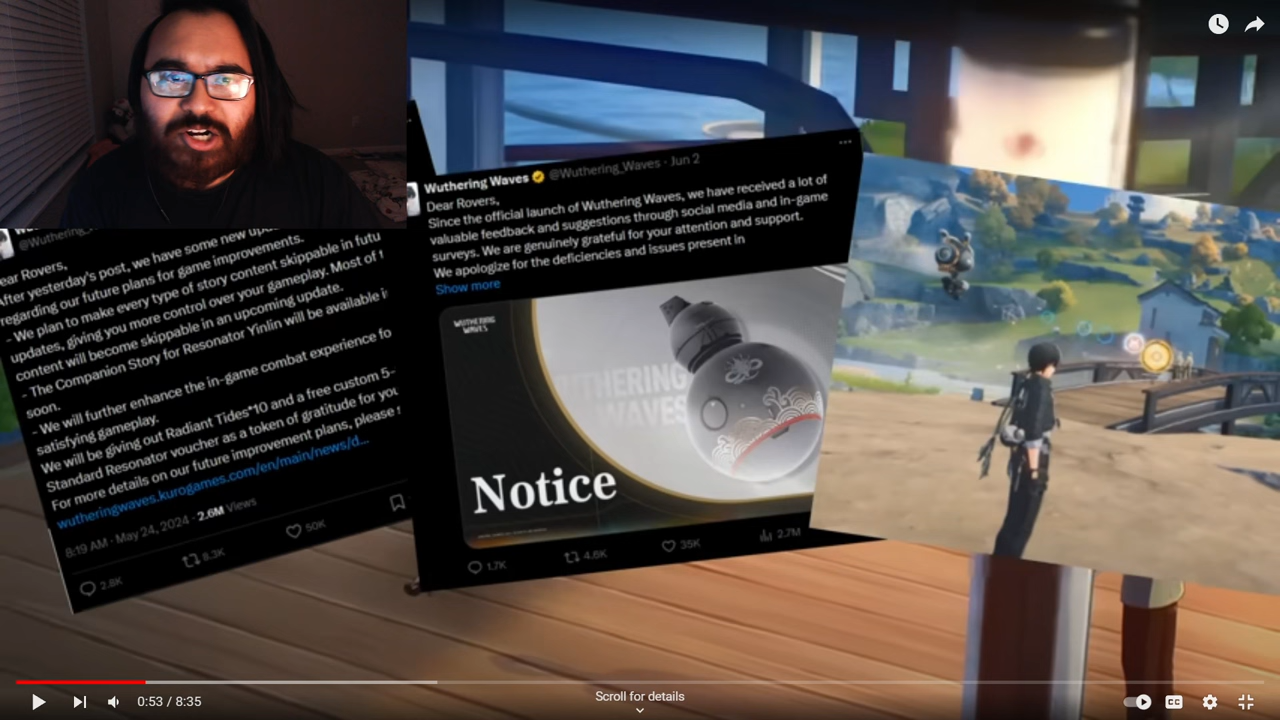 @Wuthering_
ear Rovers,
After yesterday's post, we have some new
regarding our future plans for game improvements.
- We plan to make every type of story content skippable in futu
updates, giving you more control over your gameplay. Most of
content will become skippable in an upcoming update.
- The Companion Story for Resonator Yinlin will be available
soon.
- We will further enhance the in-game combat experience fo
satisfying gameplay.
We will be giving out Radiant Tides*10 and a free custom 5-
Standard Resonator voucher as a token of gratitude for you
For more details on our future improvement plans, please
wutheringwaves.kurogames.com/en/main/news/d...
8:19 AM · May 24, 2024 · 2.6M Views
2.8K 8.3K 50K
Wuthering Waves @Wuthering_Waves · Jun 2
Dear Rovers,
Since the official launch of Wuthering Waves, we have received a lot of
valuable feedback and suggestions through social media and in-game
surveys. We are genuinely grateful for your attention and support.
We apologize for the deficiencies and issues present in
Show more
WUTHERING
WAVES
UTHERING
WAVES
Notice
1.7K 4.6K 35K 2.7M
0:53 / 8:35
Scroll for details
CC